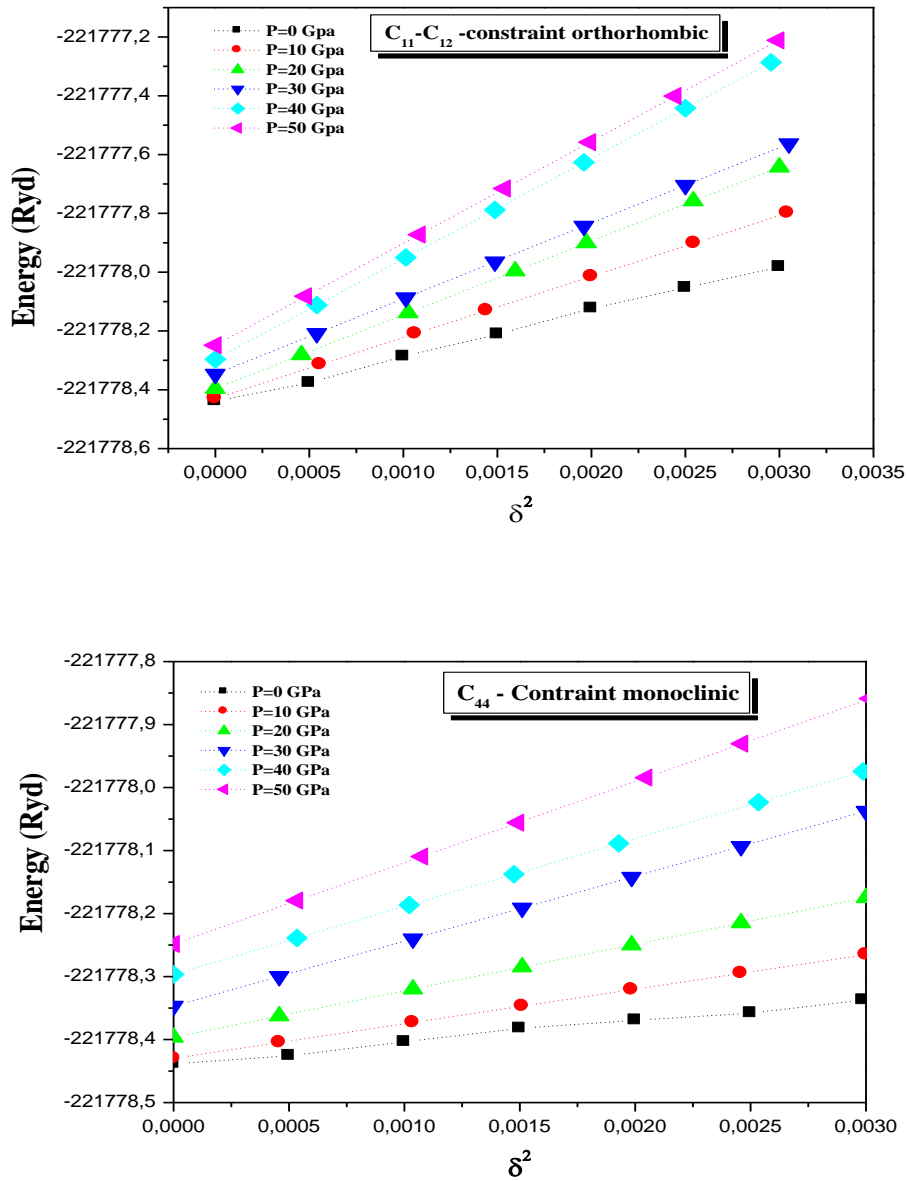 C11-C12 -constraint orthorhombic
P=0 Gpa
P=10 Gpa
P=20 Gpa
P=30 Gpa
P=40 Gpa
P=50 Gpa
Energy (Ryd)
-221777,2
-221777,4
-221777,6
-221777,8
-221778,0
-221778,2
-221778,4
-221778,6
0,0000 0,0005 0,0010 0,0015 0,0020 0,0025 0,0030 0,0035
δ²
C44 - Contraint monoclinic
P=0 GPa
P=10 GPa
P=20 GPa
P=30 GPa
P=40 GPa
P=50 GPa
Energy (Ryd)
-221777,8
-221777,9
-221778,0
-221778,1
-221778,2
-221778,3
-221778,4
-221778,5
0,0000 0,0005 0,0010 0,0015 0,0020 0,0025 0,0030
δ²